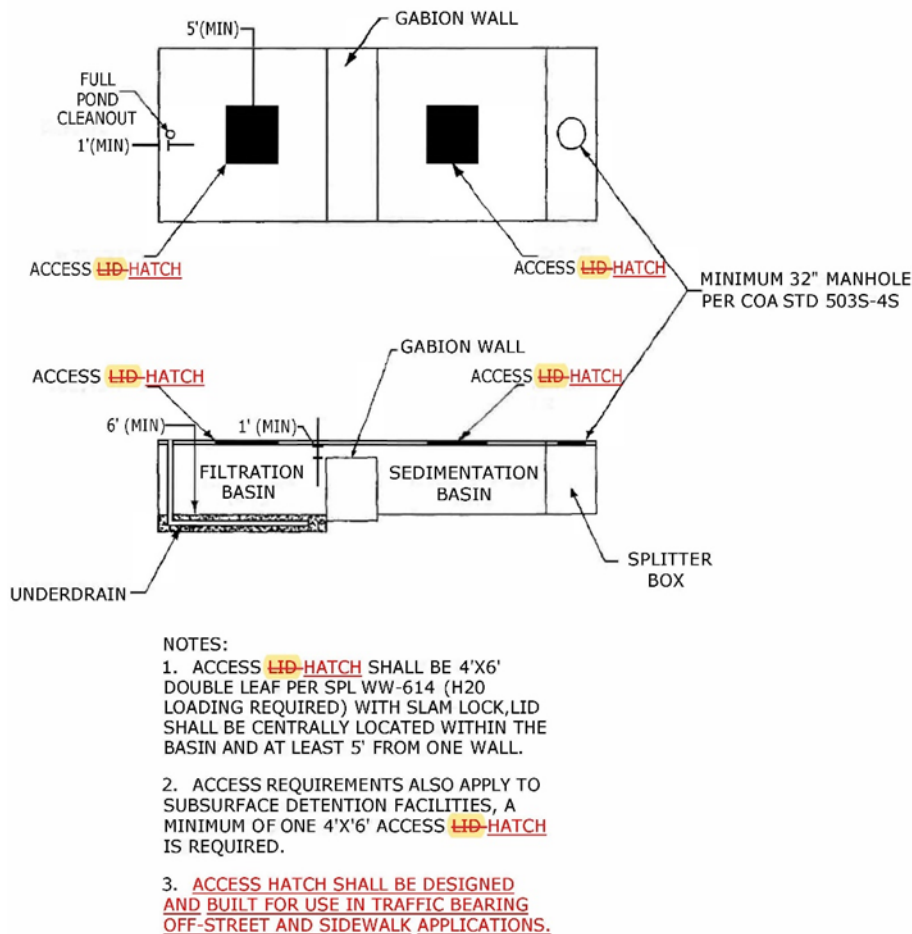 GABION WALL
5'(MIN)
FULL
POND
CLEANOUT
1'(MIN)
ACCESS LID HATCH
ACCESS LID HATCH
MINIMUM 32" MANHOLE
PER COA STD 503S-4S
GABION WALL
ACCESS LID HATCH
ACCESS LID HATCH
6' (MIN)
1' (MIN)
FILTRATION
BASIN
SEDIMENTATION
BASIN
SPLITTER
BOX
UNDERDRAIN
NOTES:
1. ACCESS LID HATCH SHALL BE 4'X6'
DOUBLE LEAF PER SPL WW-614 (H20
LOADING REQUIRED) WITH SLAM LOCK,LID
SHALL BE CENTRALLY LOCATED WITHIN THE
BASIN AND AT LEAST 5' FROM ONE WALL.
2. ACCESS REQUIREMENTS ALSO APPLY TO
SUBSURFACE DETENTION FACILITIES, A
MINIMUM OF ONE 4'X'6' ACCESS LID HATCH
IS REQUIRED.
3. ACCESS HATCH SHALL BE DESIGNED
AND BUILT FOR USE IN TRAFFIC BEARING
OFF-STREET AND SIDEWALK APPLICATIONS.